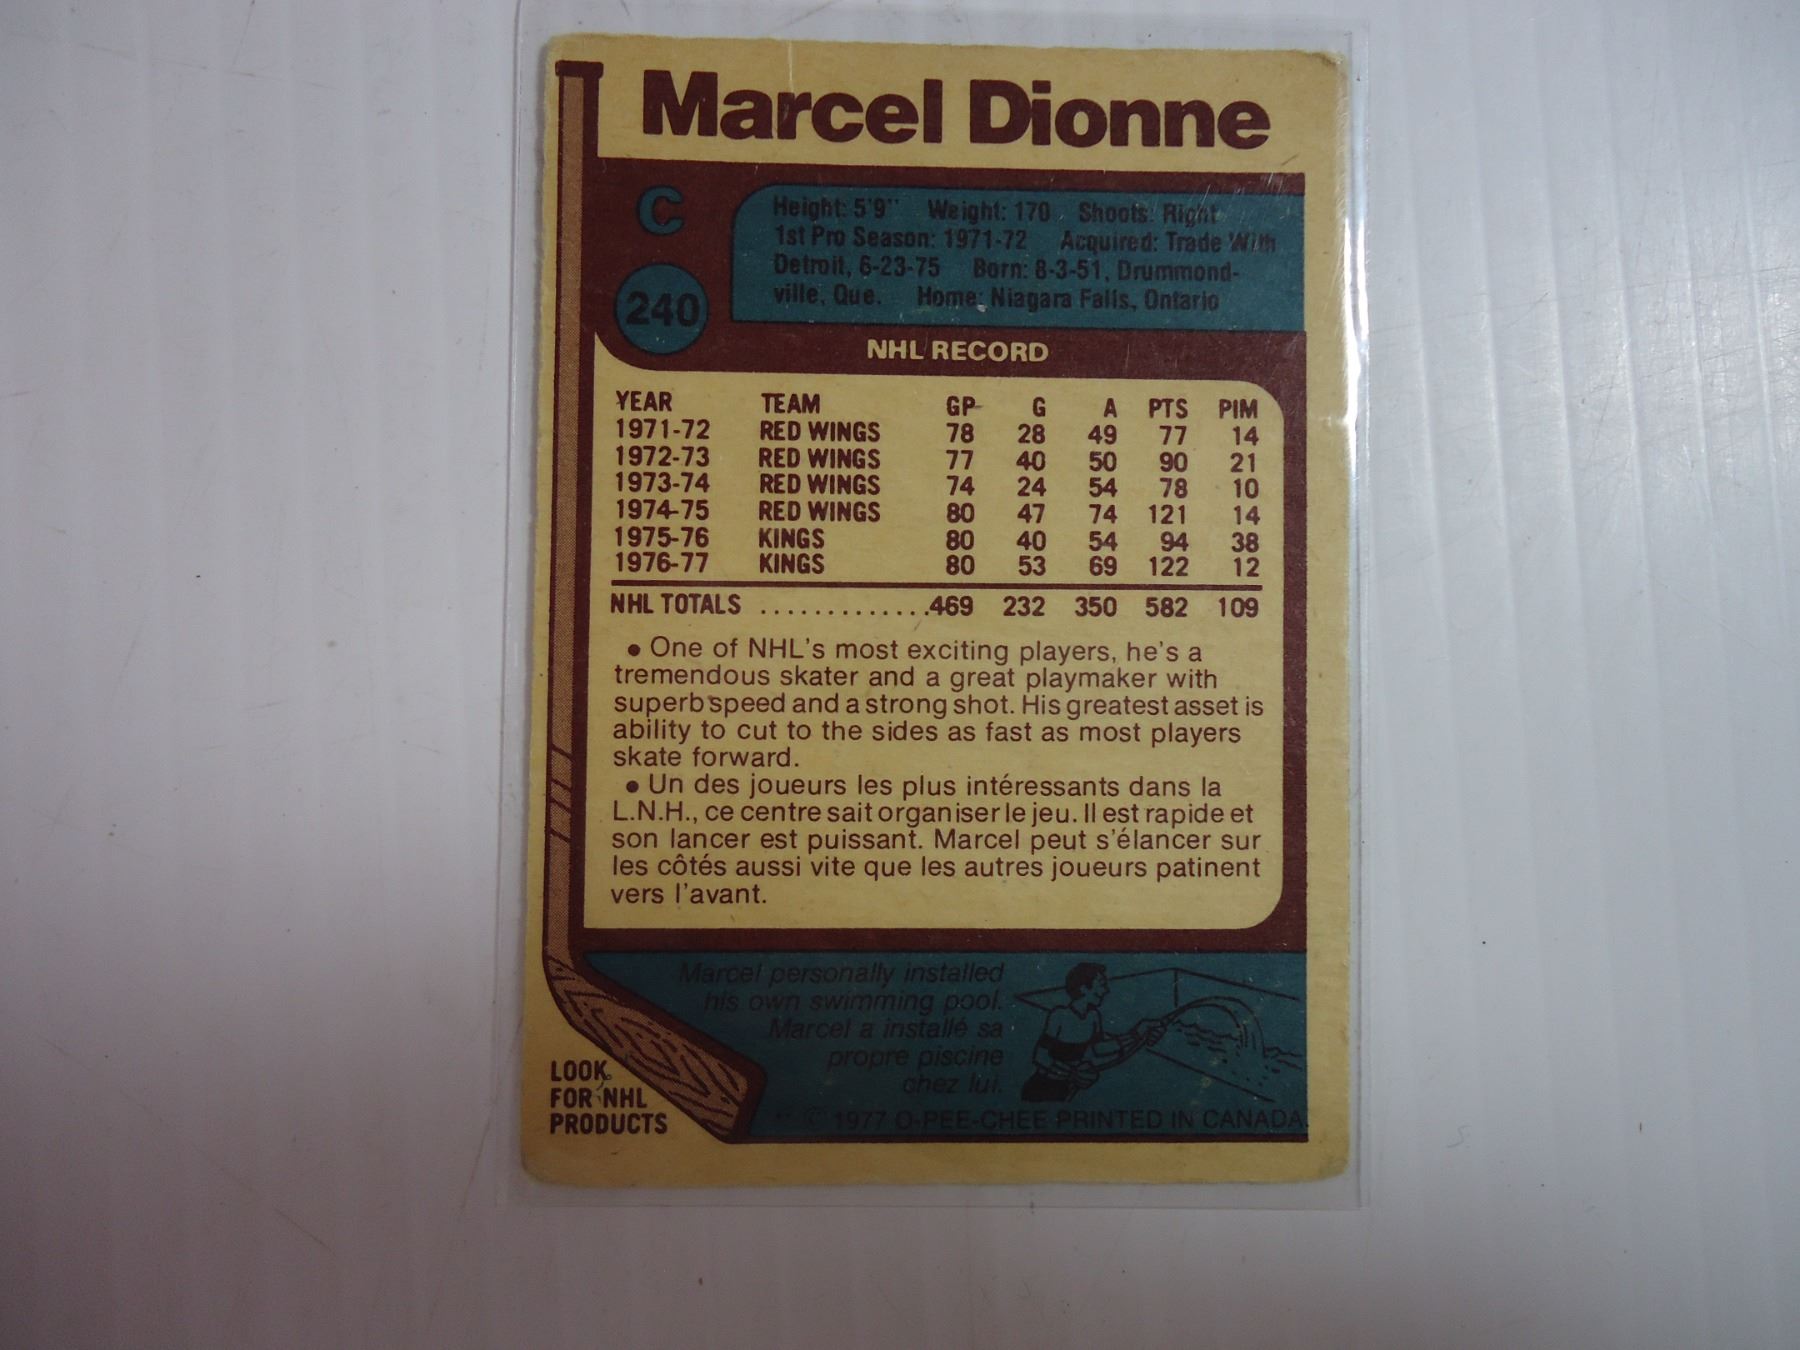 Marcel Dionne
C
240
Height: 5'9" Weight: 170 Shoots: Right
1st Pro Season: 1971-72 Acquired: Trade With
Detroit, 6-23-75 Born: 8-3-51, Drummond-
ville, Que. Home: Niagara Falls, Ontario
NHL RECORD
YEAR TEAM GP G A PTS PIM
1971-72 RED WINGS 78 28 49 77 14
1972-73 RED WINGS 77 40 50 90 21
1973-74 RED WINGS 74 24 54 78 10
1974-75 RED WINGS 80 47 74 121 14
1975-76 KINGS 80 40 54 94 38
1976-77 KINGS 80 53 69 122 12
NHL TOTALS .............469 232 350 582 109
• One of NHL's most exciting players, he's a
tremendous skater and a great playmaker with
superb speed and a strong shot. His greatest asset is
ability to cut to the sides as fast as most players
skate forward.
• Un des joueurs les plus intéressants dans la
L.N.H., ce centre sait organiser le jeu. Il est rapide et
son lancer est puissant. Marcel peut s'élancer sur
les côtés aussi vite que les autres joueurs patinent
vers l'avant.
Marcel personally installed
his own swimming pool.
Marcel a installé sa
propre piscine
chez lui.
LOOK
FOR NHL
PRODUCTS
** © 1977 O-PEE-CHEE PRINTED IN CANADA.